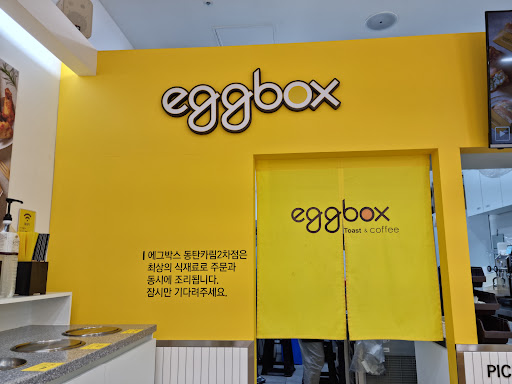 eggbox
eggbox
Toast & coffee
에그박스 동탄카림2차점은
최상의 식재료로 주문과
동시에 조리됩니다.
잠시만 기다려주세요.
PIC